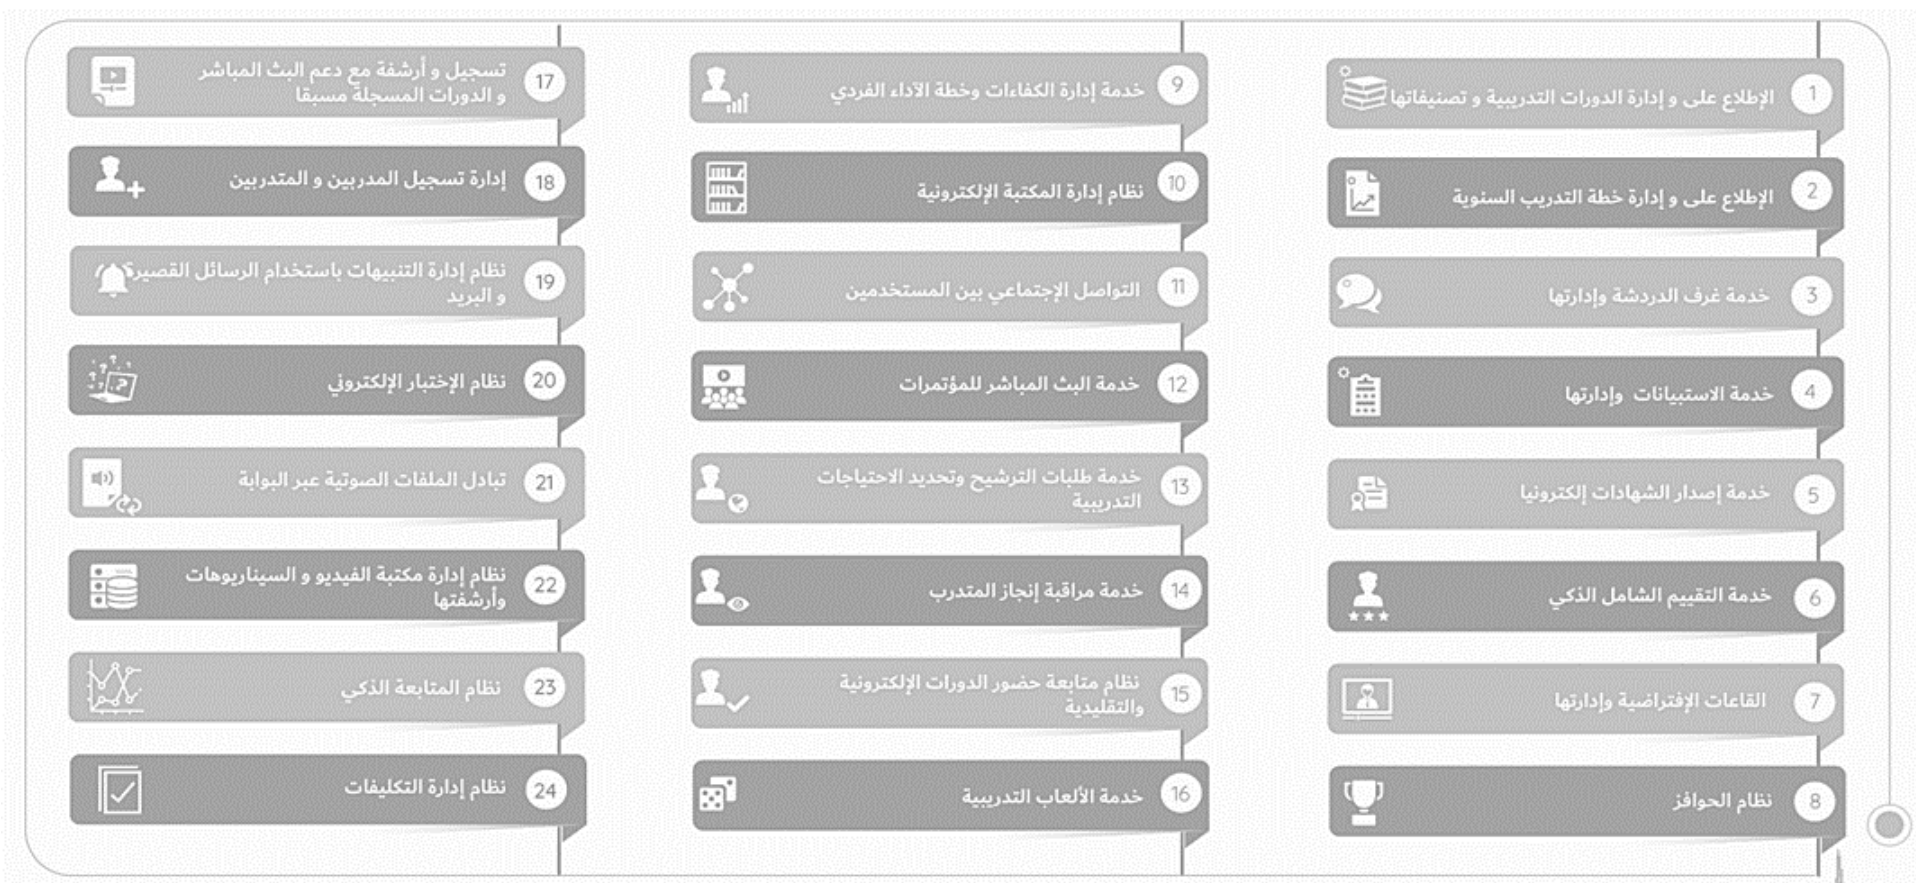 1
الإطلاع على و إدارة الدورات التدريبية و تصنيفاتها
2
الإطلاع على و إدارة خطة التدريب السنوية
3
خدمة غرف الدردشة وإدارتها
4
خدمة الاستبيانات وإدارتها
5
خدمة إصدار الشهادات إلكترونيا
6
خدمة التقييم الشامل الذكي
7
القاعات الإفتراضية وإدارتها
8
نظام الحوافز
9
خدمة إدارة الكفاءات وخطة الآداء الفردي
10
نظام إدارة المكتبة الإلكترونية
11
التواصل الإجتماعي بين المستخدمين
12
خدمة البث المباشر للمؤتمرات
13
خدمة طلبات الترشيح وتحديد الاحتياجات
التدريبية
14
خدمة مراقبة إنجاز المتدرب
15
نظام متابعة حضور الدورات الإلكترونية
والتقليدية
16
خدمة الألعاب التدريبية
17
تسجيل و أرشفة مع دعم البث المباشر
و الدورات المسجلة مسبقا
18
إدارة تسجيل المدربين و المتدربين
19
نظام إدارة التنبيهات باستخدام الرسائل القصيرة
و البريد
20
نظام الإختبار الإلكتروني
21
تبادل الملفات الصوتية عبر البوابة
22
نظام إدارة مكتبة الفيديو و السيناريوهات
وأرشفتها
23
نظام المتابعة الذكي
24
نظام إدارة التكليفات